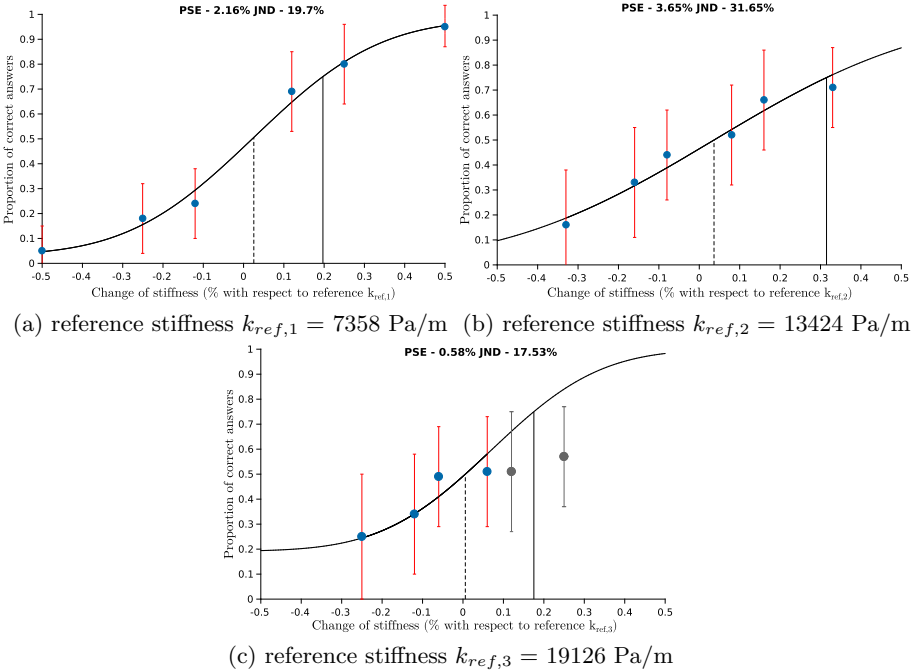 PSE - 2.16% JND - 19.7%
Proportion of correct answers
1
0.9
0.8
0.7
0.6
0.5
0.4
0.3
0.2
0.1
0
-0.5 -0.4 -0.3 -0.2 -0.1 0 0.1 0.2 0.3 0.4 0.5
Change of stiffness (% with respect to reference k_ref,1)
(a) reference stiffness k_ref,1 = 7358 Pa/m
PSE - 3.65% JND - 31.65%
Proportion of correct answers
1
0.9
0.8
0.7
0.6
0.5
0.4
0.3
0.2
0.1
0
-0.5 -0.4 -0.3 -0.2 -0.1 0 0.1 0.2 0.3 0.4 0.5
Change of stiffness (% with respect to reference k_ref,2)
(b) reference stiffness k_ref,2 = 13424 Pa/m
PSE - 0.58% JND - 17.53%
Proportion of correct answers
1
0.9
0.8
0.7
0.6
0.5
0.4
0.3
0.2
0.1
0
-0.5 -0.4 -0.3 -0.2 -0.1 0 0.1 0.2 0.3 0.4 0.5
Change of stiffness (% with respect to reference k_ref,3)
(c) reference stiffness k_ref,3 = 19126 Pa/m